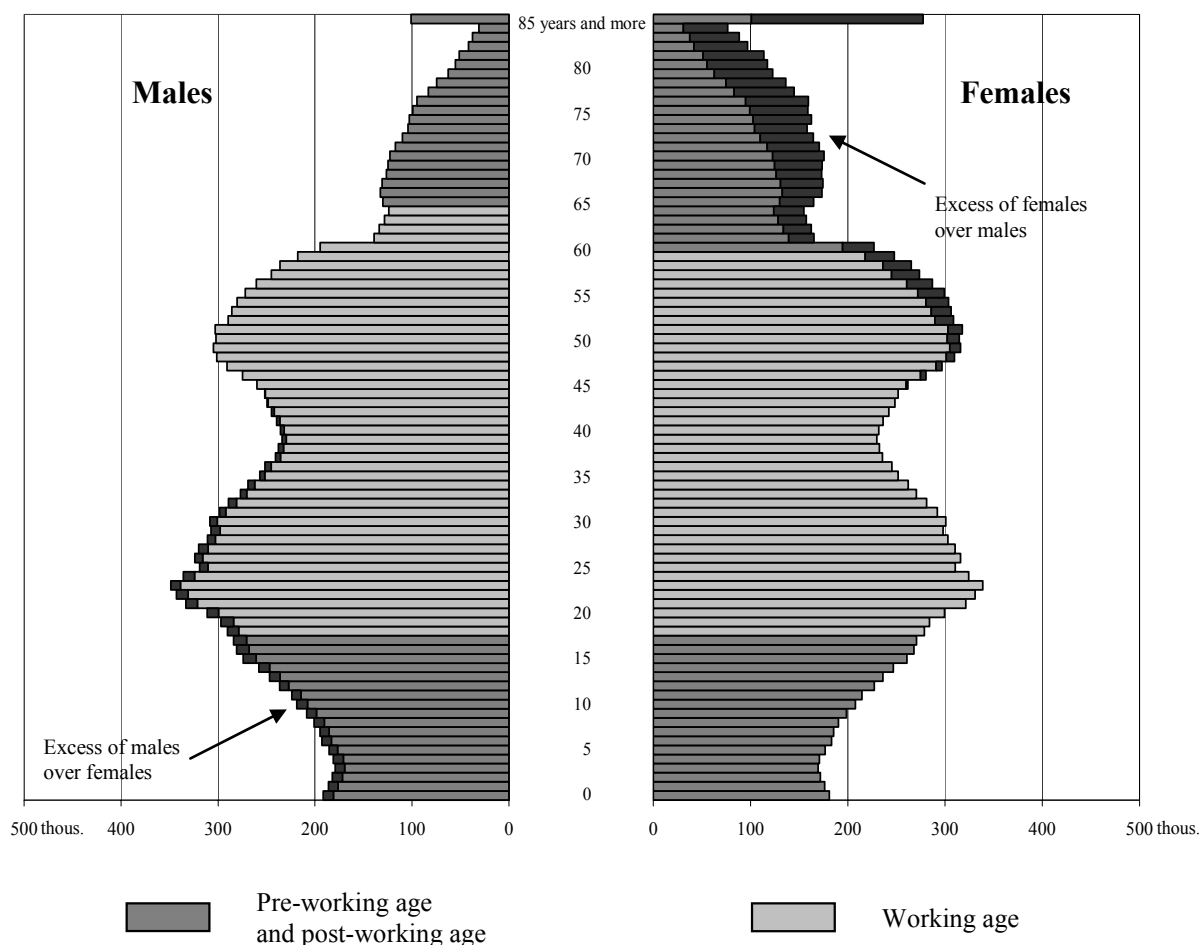 85 years and more
Males
Females
80
75
70
65
60
55
50
45
40
35
30
25
20
15
10
5
0
Excess of females
over males
Excess of males
over females
500 thous.
400
300
200
100
0
0
100
200
300
400
500 thous.
Pre-working age
and post-working age
Working age